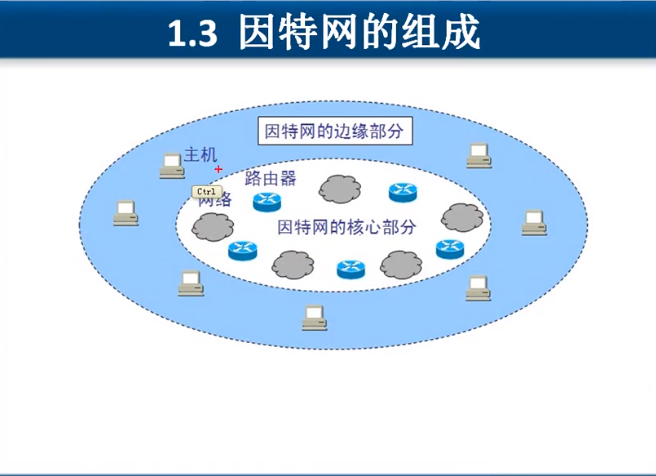 1.3 因特网的组成
因特网的边缘部分
主机
路由器
Ctrl
网络
因特网的核心部分